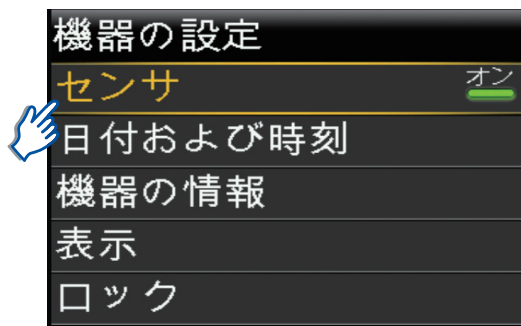 機器の設定
センサ オン
日付および時刻
機器の情報
表示
ロック